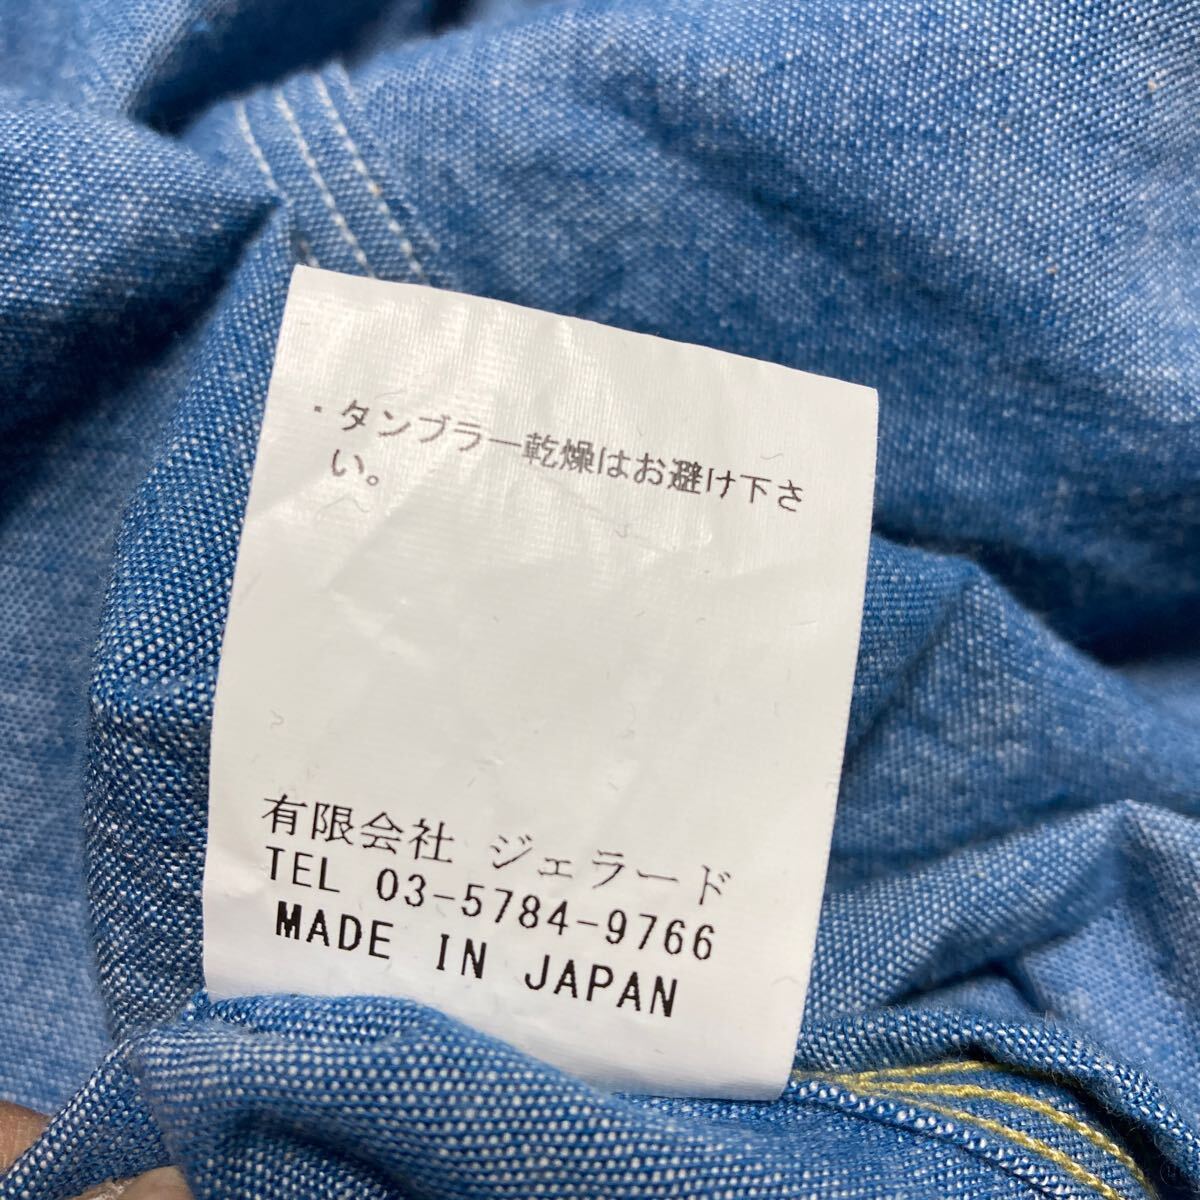 ・タンブラー乾燥はお避け下さ
い。
有限会社 ジェラード
TEL 03-5784-9766
MADE IN JAPAN